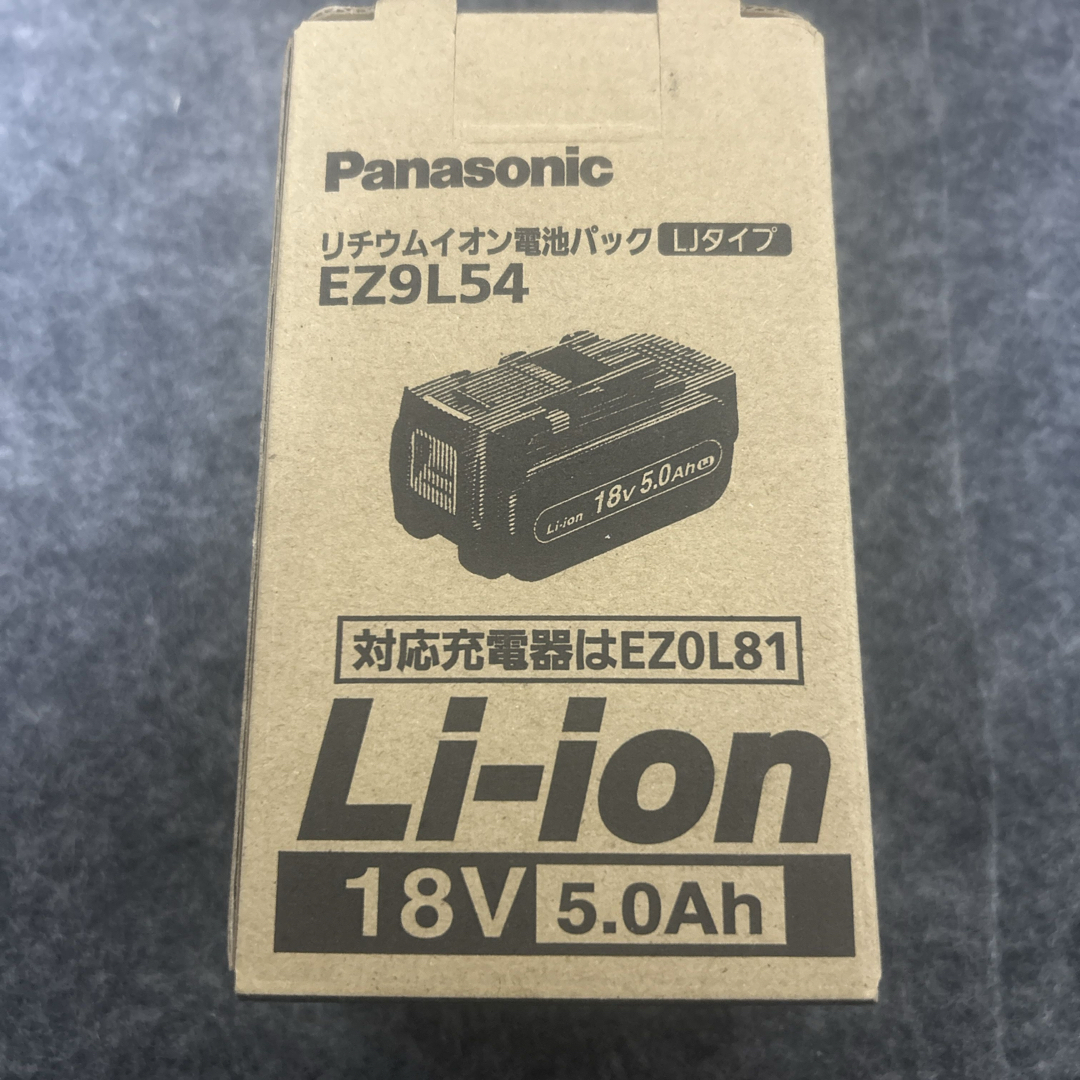 Panasonic
リチウムイオン電池パック LJタイプ
EZ9L54
Li-ion 18V 5.0Ah LJ
対応充電器はEZ0L81
Li-ion
18V 5.0Ah